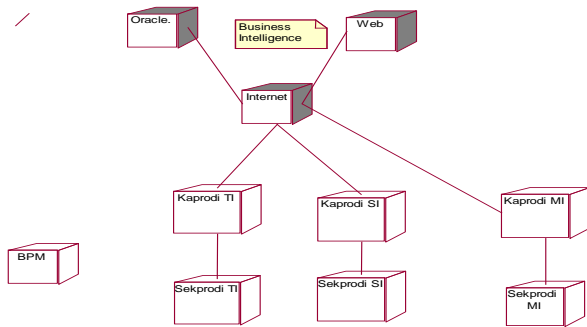 Oracle.
Business
Intelligence
Web
Internet
Kaprodi TI
Kaprodi SI
Kaprodi MI
BPM
Sekprodi TI
Sekprodi SI
Sekprodi
MI